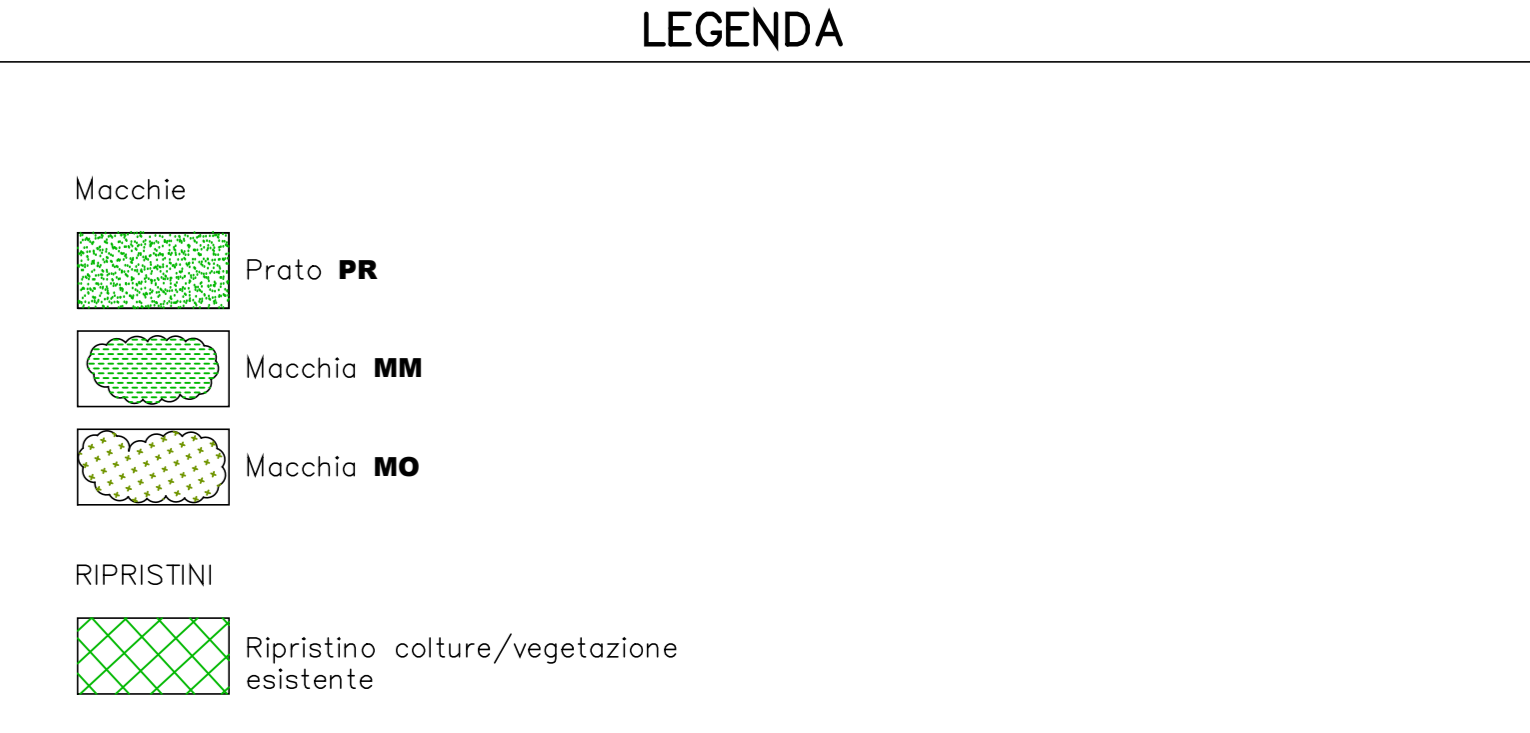 LEGENDA
Macchie
Prato PR
Macchia MM
Macchia MO
RIPRISTINI
Ripristino colture/vegetazione
esistente